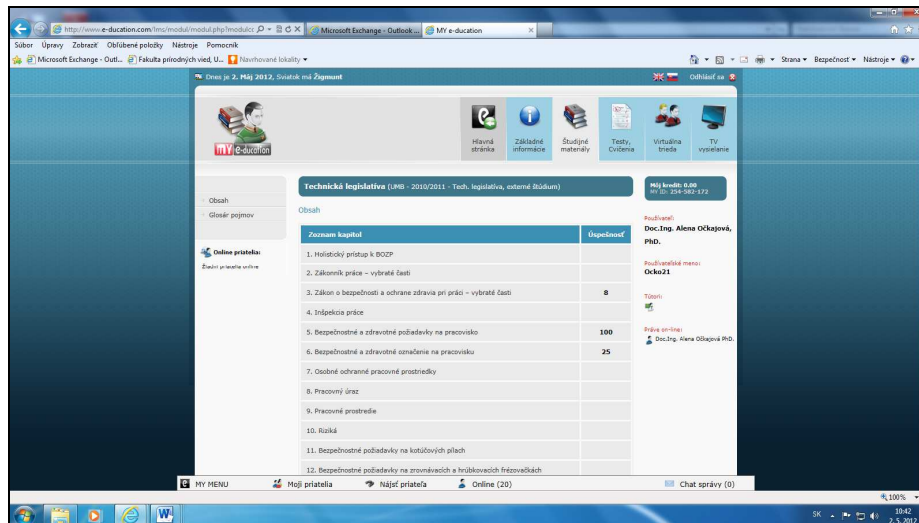 http://www.e-ducation.com/lms/modul/modul.php?modulcc
Microsoft Exchange - Outlook ...
MY e-ducation
Súbor Úpravy Zobraziť Obľúbené položky Nástroje Pomocník
Microsoft Exchange - Outl... Fakulta prírodných vied, U... Navrhované lokality
Strana Bezpečnosť Nástroje
Dnes je 2. Máj 2012, Sviatok má Žigmunt
Odhlásiť sa
mY e-ducation
Hlavná stránka
Základné informácie
Študijné materiály
Testy, Cvičenia
Virtuálna trieda
TV vysielanie
Obsah
Glosár pojmov
Online priatelia:
Žiadni priatelia online
Technická legislatíva (UMB - 2010/2011 - Tech. legislatíva, externé štúdium)
Obsah
Zoznam kapitol Úspešnosť
1. Holistický prístup k BOZP
2. Zákonník práce – vybraté časti
3. Zákon o bezpečnosti a ochrane zdravia pri práci – vybraté časti 8
4. Inšpekcia práce
5. Bezpečnostné a zdravotné požiadavky na pracovisko 100
6. Bezpečnostné a zdravotné označenie na pracovisku 25
7. Osobné ochranné pracovné prostriedky
8. Pracovný úraz
9. Pracovné prostredie
10. Riziká
11. Bezpečnostné požiadavky na kotúčových pílach
12. Bezpečnostné požiadavky na zrovnávacích a hrúbkovacích frézovačkách
Môj kredit: 0.00
MY ID: 254-582-172
Používateľ:
Doc.Ing. Alena Očkajová,
PhD.
Používateľské meno:
Ocko21
Tútori:
Práve on-line:
Doc.Ing. Alena Očkajová PhD.
MY MENU Moji priatelia Nájsť priateľa Online (20) Chat správy (0)
100%
SK
10:42
2. 5. 2012